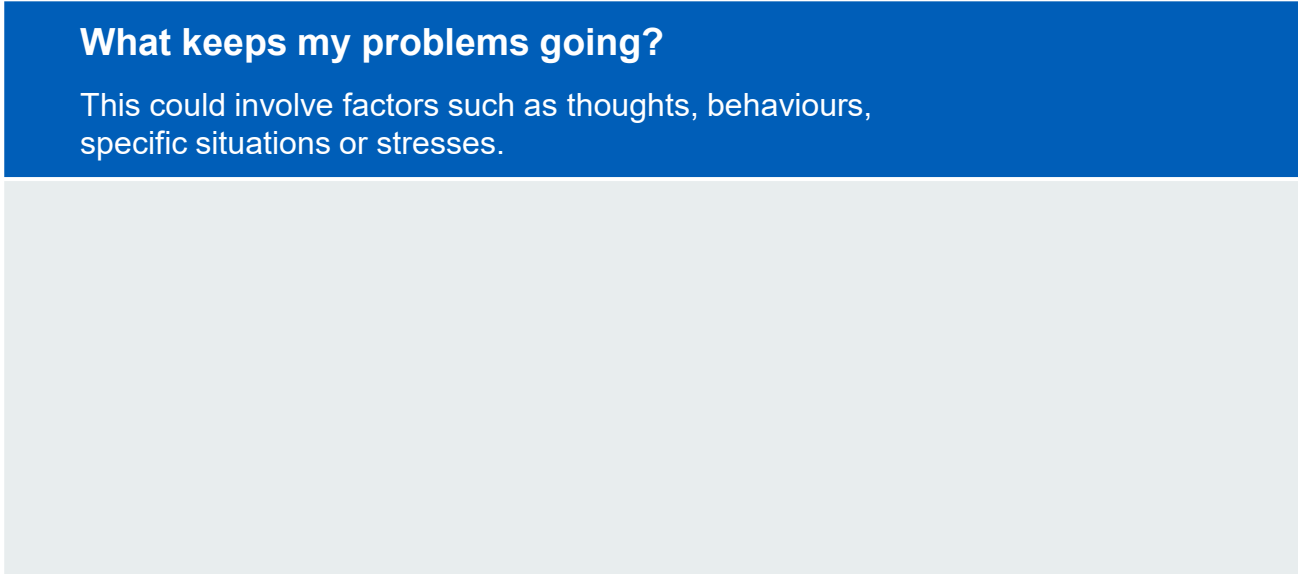 What keeps my problems going?
This could involve factors such as thoughts, behaviours,
specific situations or stresses.